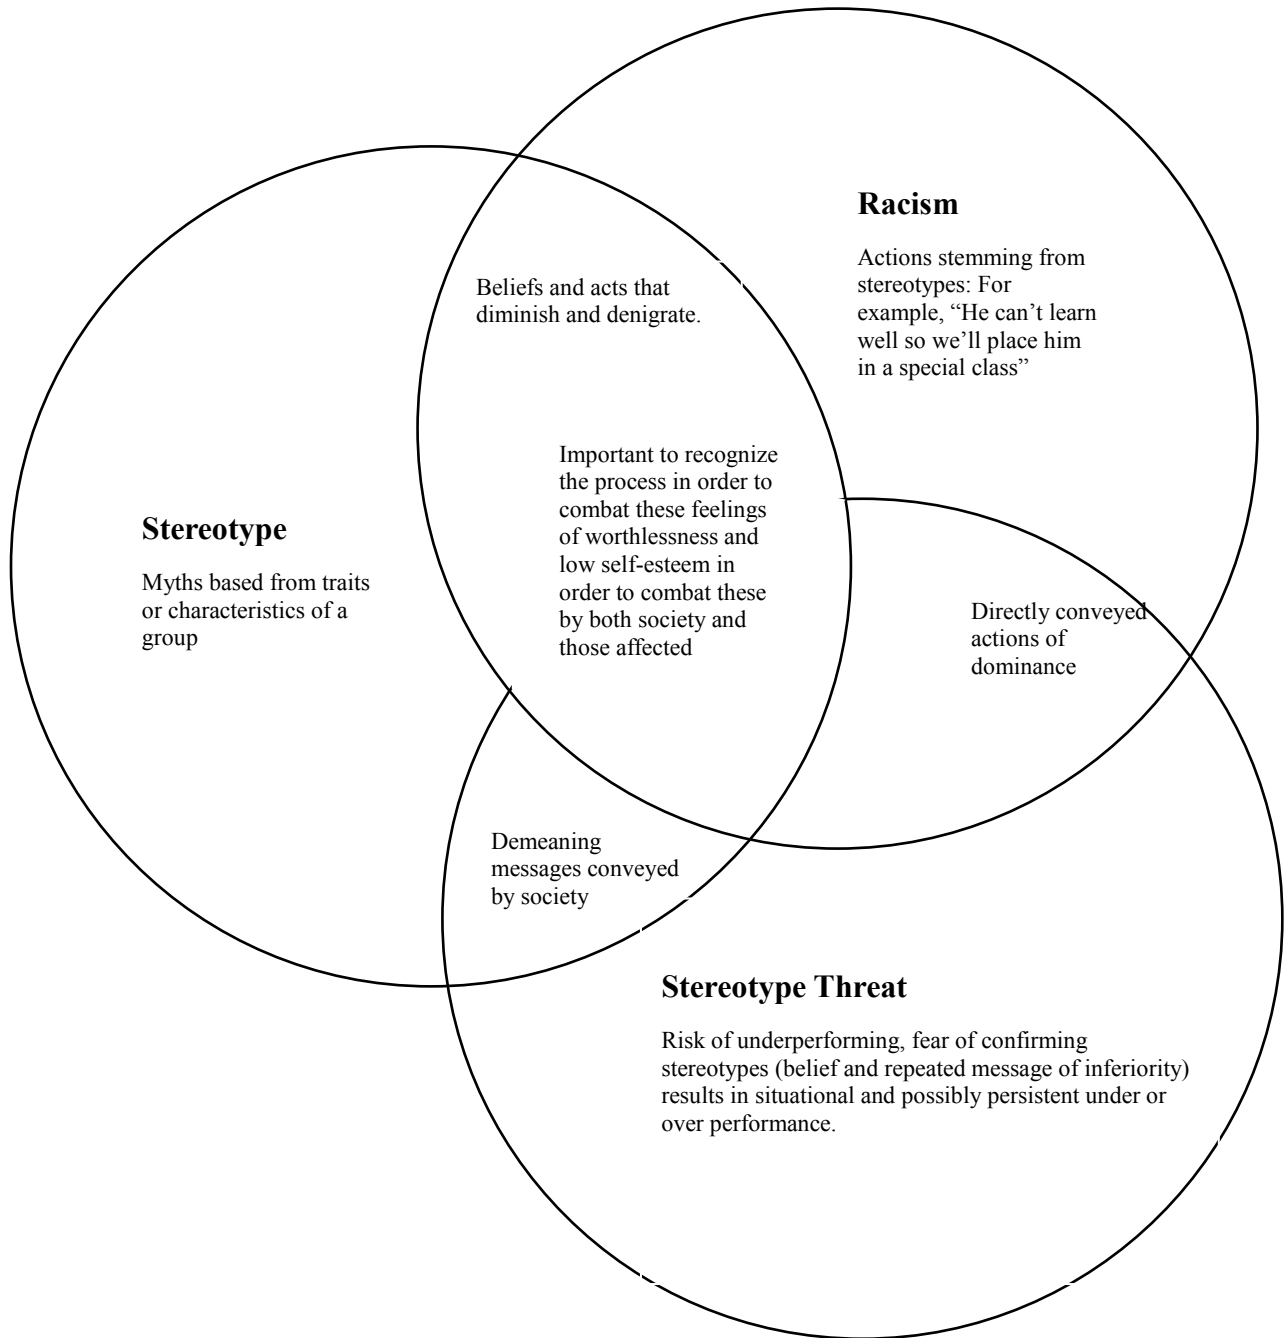 Racism
Actions stemming from
stereotypes: For
example, “He can’t learn
well so we’ll place him
in a special class”
Beliefs and acts that
diminish and denigrate.
Important to recognize
the process in order to
combat these feelings
of worthlessness and
low self-esteem in
order to combat these
by both society and
those affected
Stereotype
Myths based from traits
or characteristics of a
group
Directly conveyed
actions of
dominance
Demeaning
messages conveyed
by society
Stereotype Threat
Risk of underperforming, fear of confirming
stereotypes (belief and repeated message of inferiority)
results in situational and possibly persistent under or
over performance.